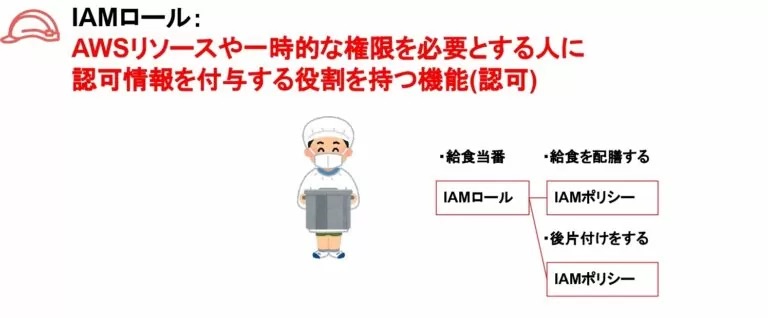 IAMロール：
AWSリソースや一時的な権限を必要とする人に
認可情報を付与する役割を持つ機能(認可)
・給食当番
・給食を配膳する
IAMロール
IAMポリシー
・後片付けをする
IAMポリシー